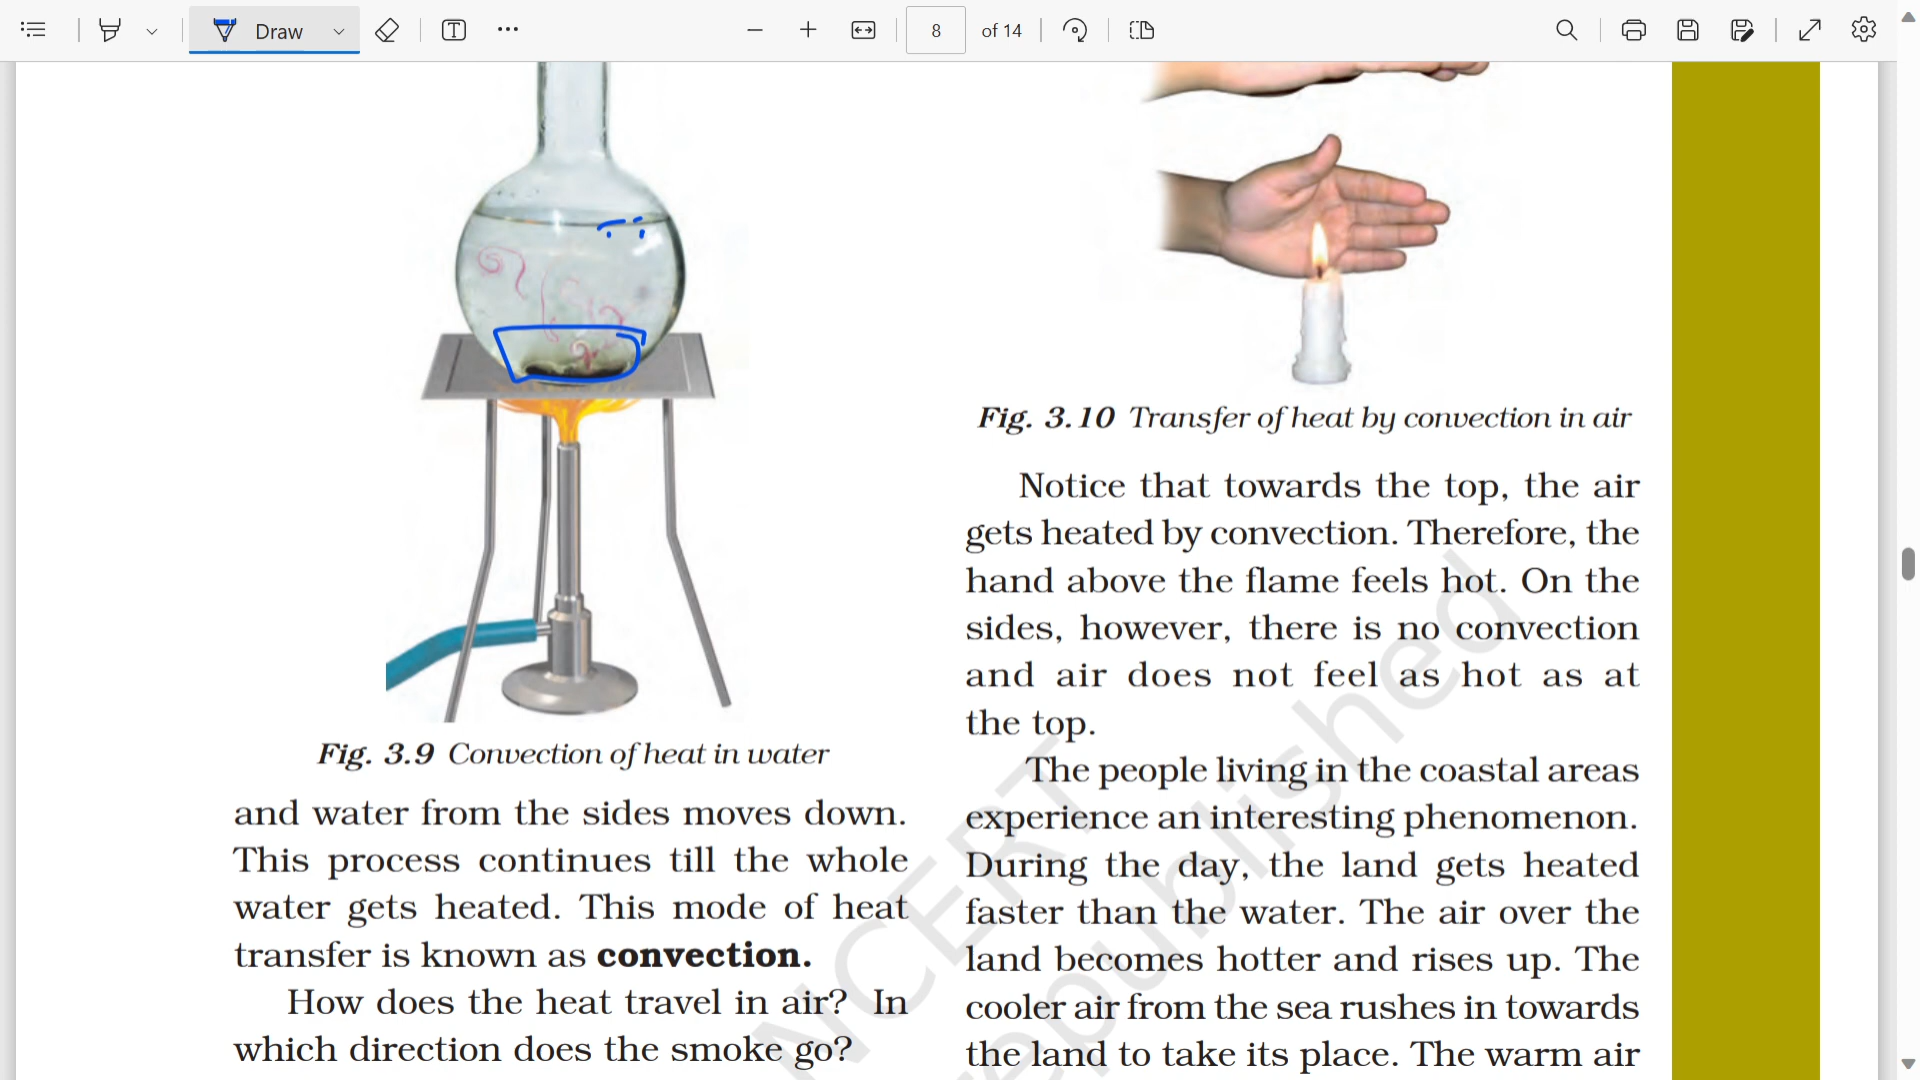 Draw
8 of 14
Fig. 3.9 Convection of heat in water
and water from the sides moves down.
This process continues till the whole
water gets heated. This mode of heat
transfer is known as convection.
How does the heat travel in air? In
which direction does the smoke go?
Fig. 3.10 Transfer of heat by convection in air
Notice that towards the top, the air
gets heated by convection. Therefore, the
hand above the flame feels hot. On the
sides, however, there is no convection
and air does not feel as hot as at
the top.
The people living in the coastal areas
experience an interesting phenomenon.
During the day, the land gets heated
faster than the water. The air over the
land becomes hotter and rises up. The
cooler air from the sea rushes in towards
the land to take its place. The warm air
NCERT
republished